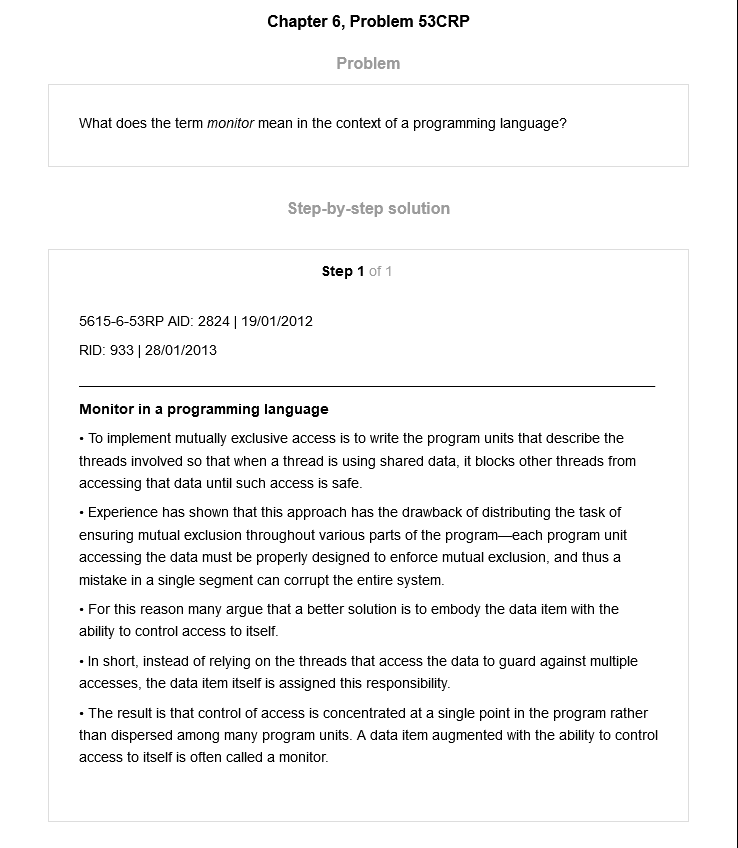 Chapter 6, Problem 53CRP
Problem
What does the term monitor mean in the context of a programming language?
Step-by-step solution
Step 1 of 1
5615-6-53RP AID: 2824 | 19/01/2012
RID: 933 | 28/01/2013
Monitor in a programming language
• To implement mutually exclusive access is to write the program units that describe the
threads involved so that when a thread is using shared data, it blocks other threads from
accessing that data until such access is safe.
• Experience has shown that this approach has the drawback of distributing the task of
ensuring mutual exclusion throughout various parts of the program—each program unit
accessing the data must be properly designed to enforce mutual exclusion, and thus a
mistake in a single segment can corrupt the entire system.
• For this reason many argue that a better solution is to embody the data item with the
ability to control access to itself.
• In short, instead of relying on the threads that access the data to guard against multiple
accesses, the data item itself is assigned this responsibility.
• The result is that control of access is concentrated at a single point in the program rather
than dispersed among many program units. A data item augmented with the ability to control
access to itself is often called a monitor.